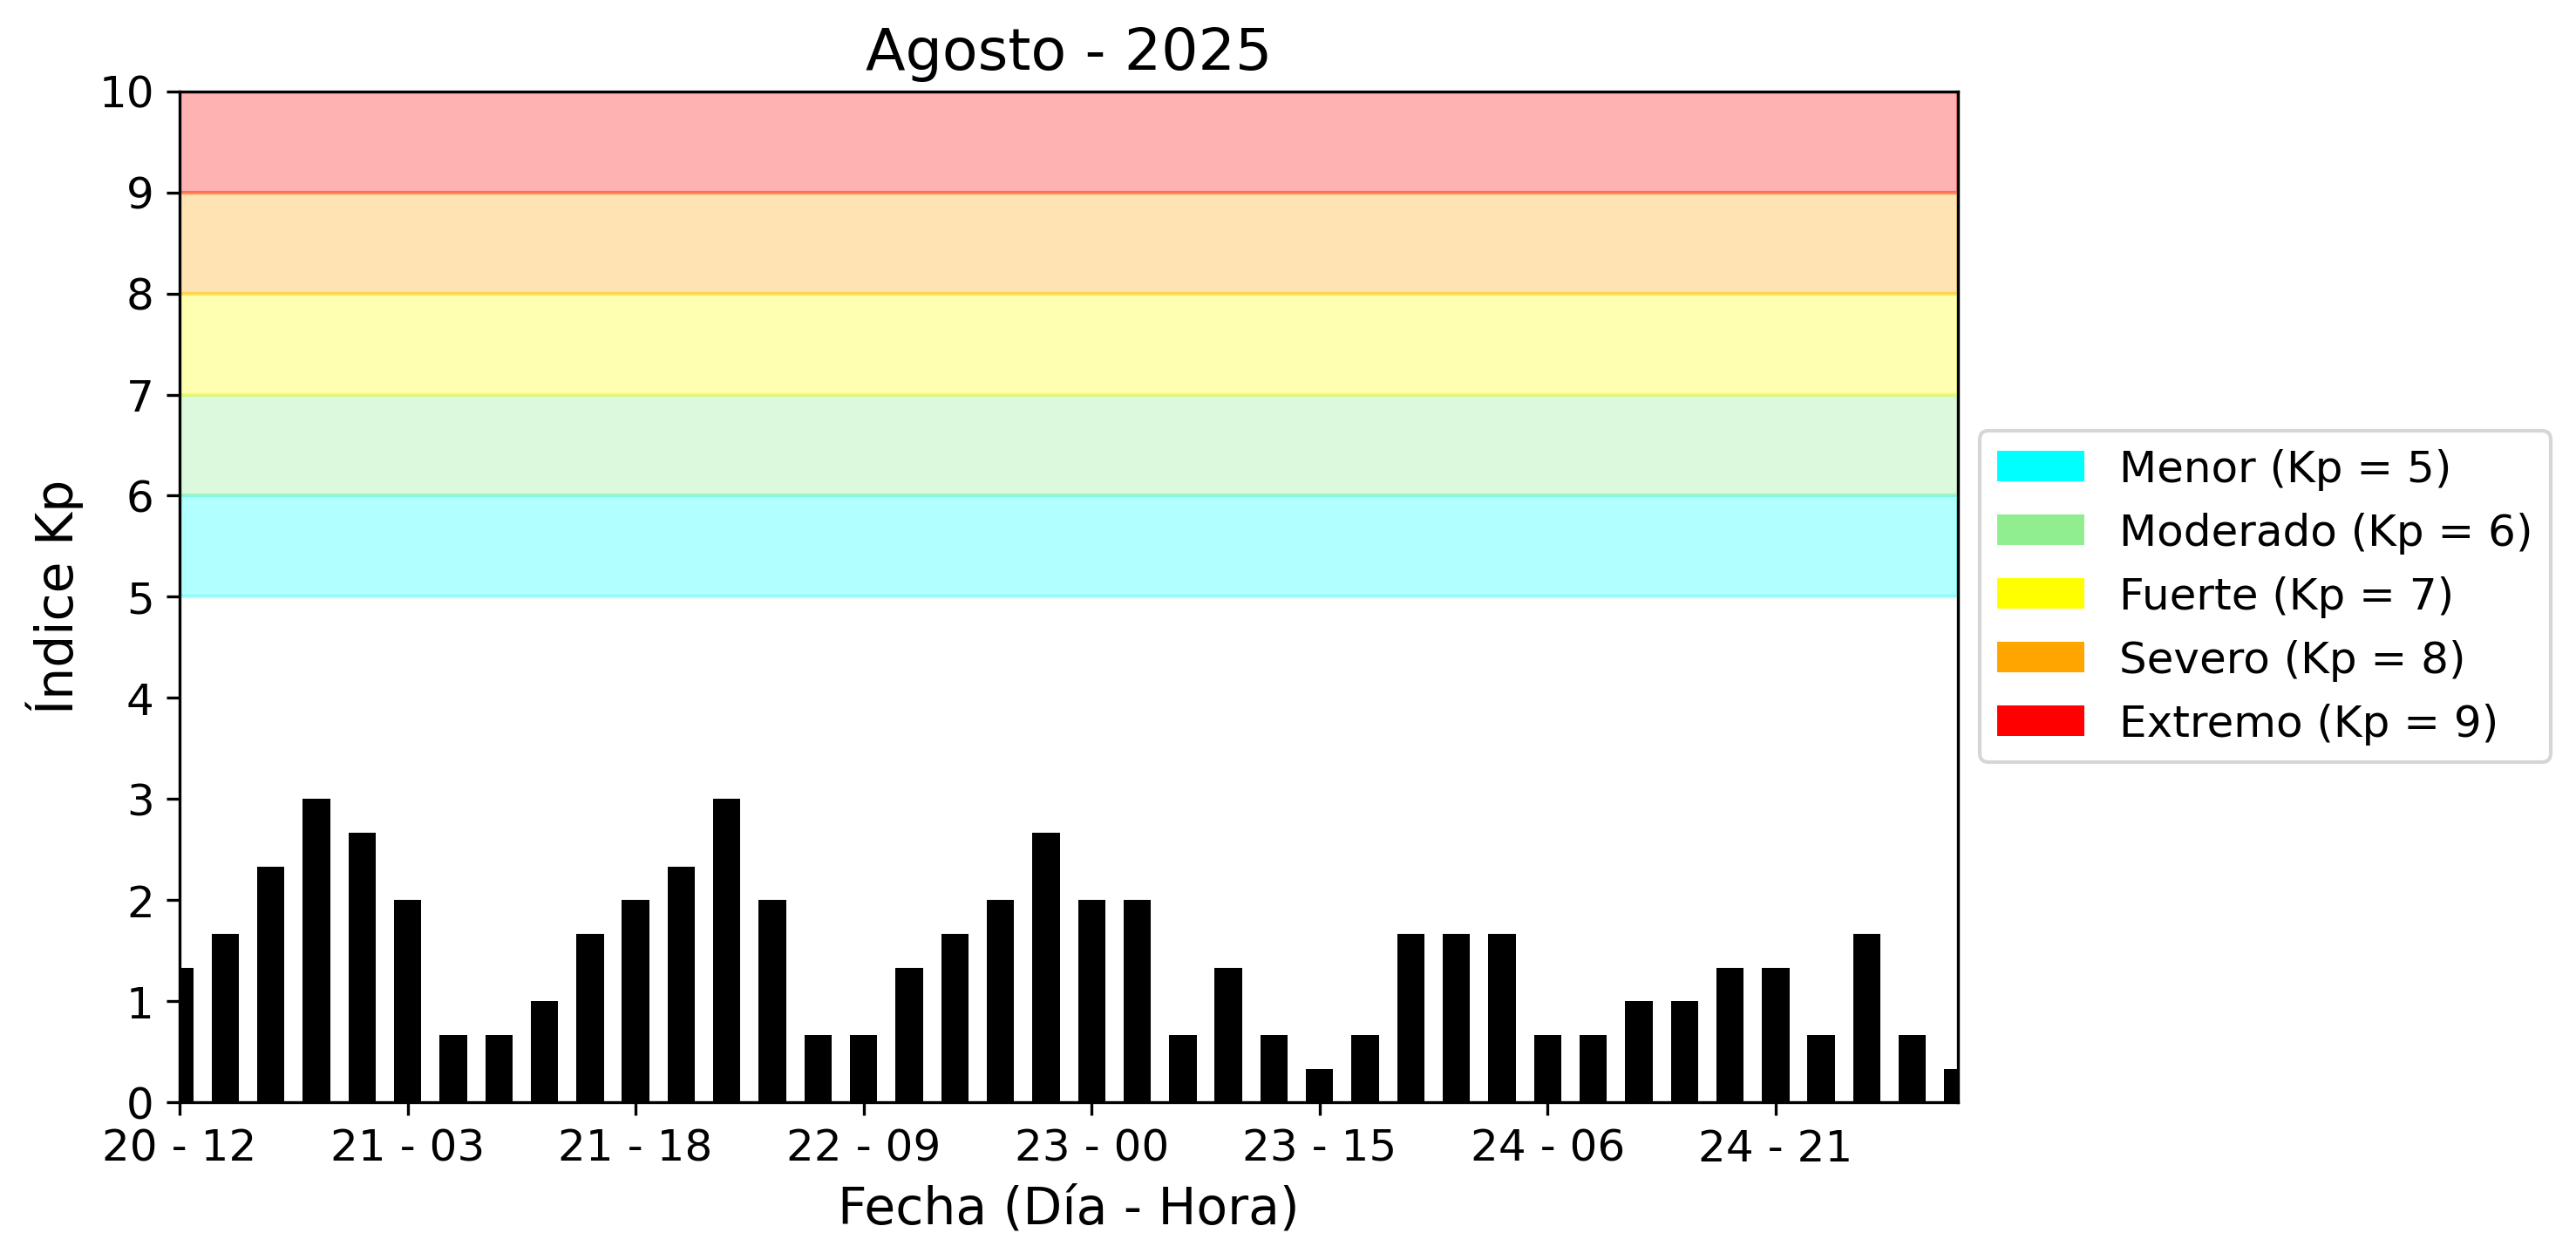 Agosto - 2025
10
9
8
7
6
5
4
3
2
1
0
Índice Kp
20 - 12
21 - 03
21 - 18
22 - 09
23 - 00
23 - 15
24 - 06
24 - 21
Fecha (Día - Hora)
Menor (Kp = 5)
Moderado (Kp = 6)
Fuerte (Kp = 7)
Severo (Kp = 8)
Extremo (Kp = 9)